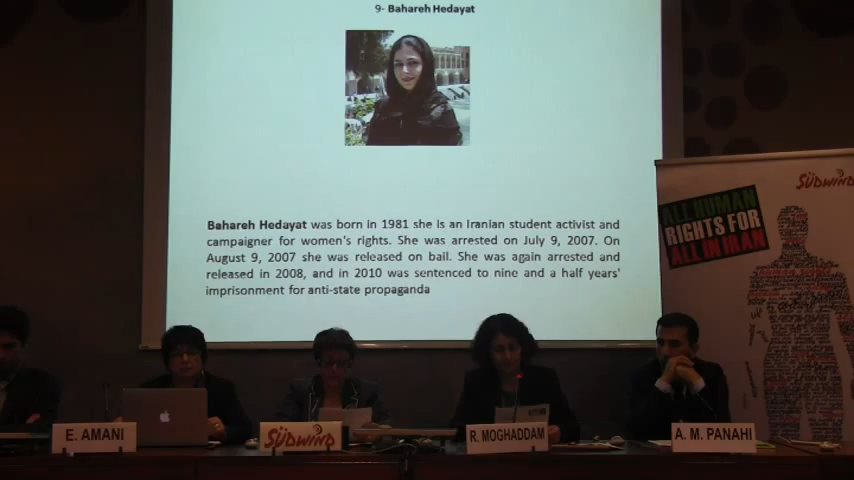 9- Bahareh Hedayat
Bahareh Hedayat was born in 1981 she is an Iranian student activist and
campaigner for women's rights. She was arrested on July 9, 2007. On
August 9, 2007 she was released on bail. She was again arrested and
released in 2008, and in 2010 was sentenced to nine and a half years'
imprisonment for anti-state propaganda
SÜDWIND
ALL HUMAN
RIGHTS FOR
ALL IN IRAN
E. AMANI
SÜDWIND
R. MOGHADDAM
A. M. PANAHI